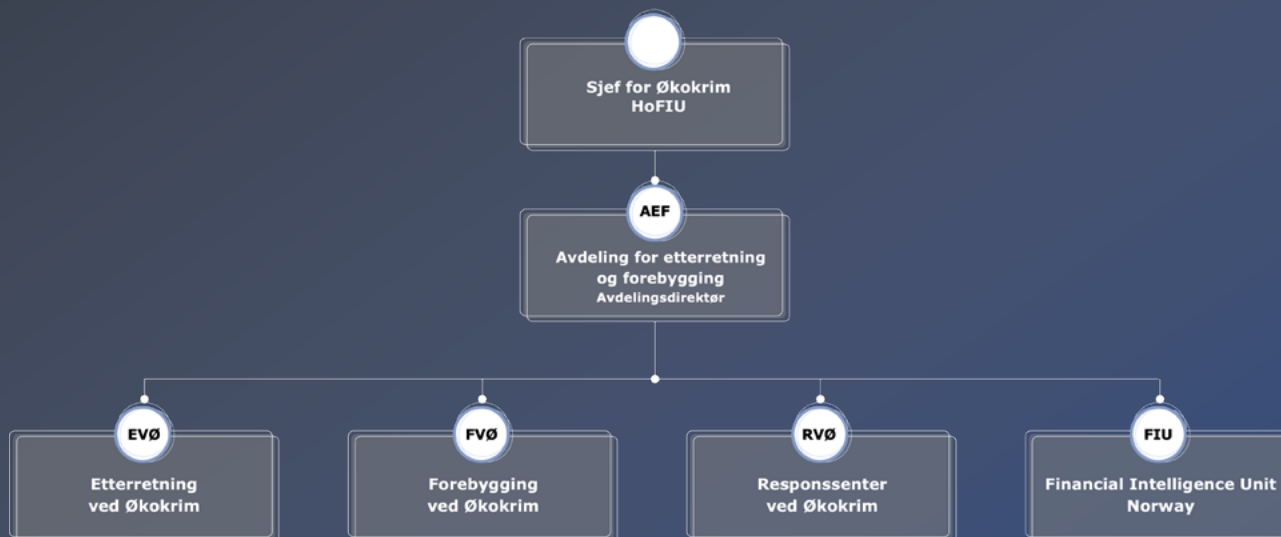 Sjef for Økokrim
HoFIU
AEF
Avdeling for etterretning
og forebygging
Avdelingsdirektør
EVØ
Etterretning
ved Økokrim
FVØ
Forebygging
ved Økokrim
RVØ
Responssenter
ved Økokrim
FIU
Financial Intelligence Unit
Norway